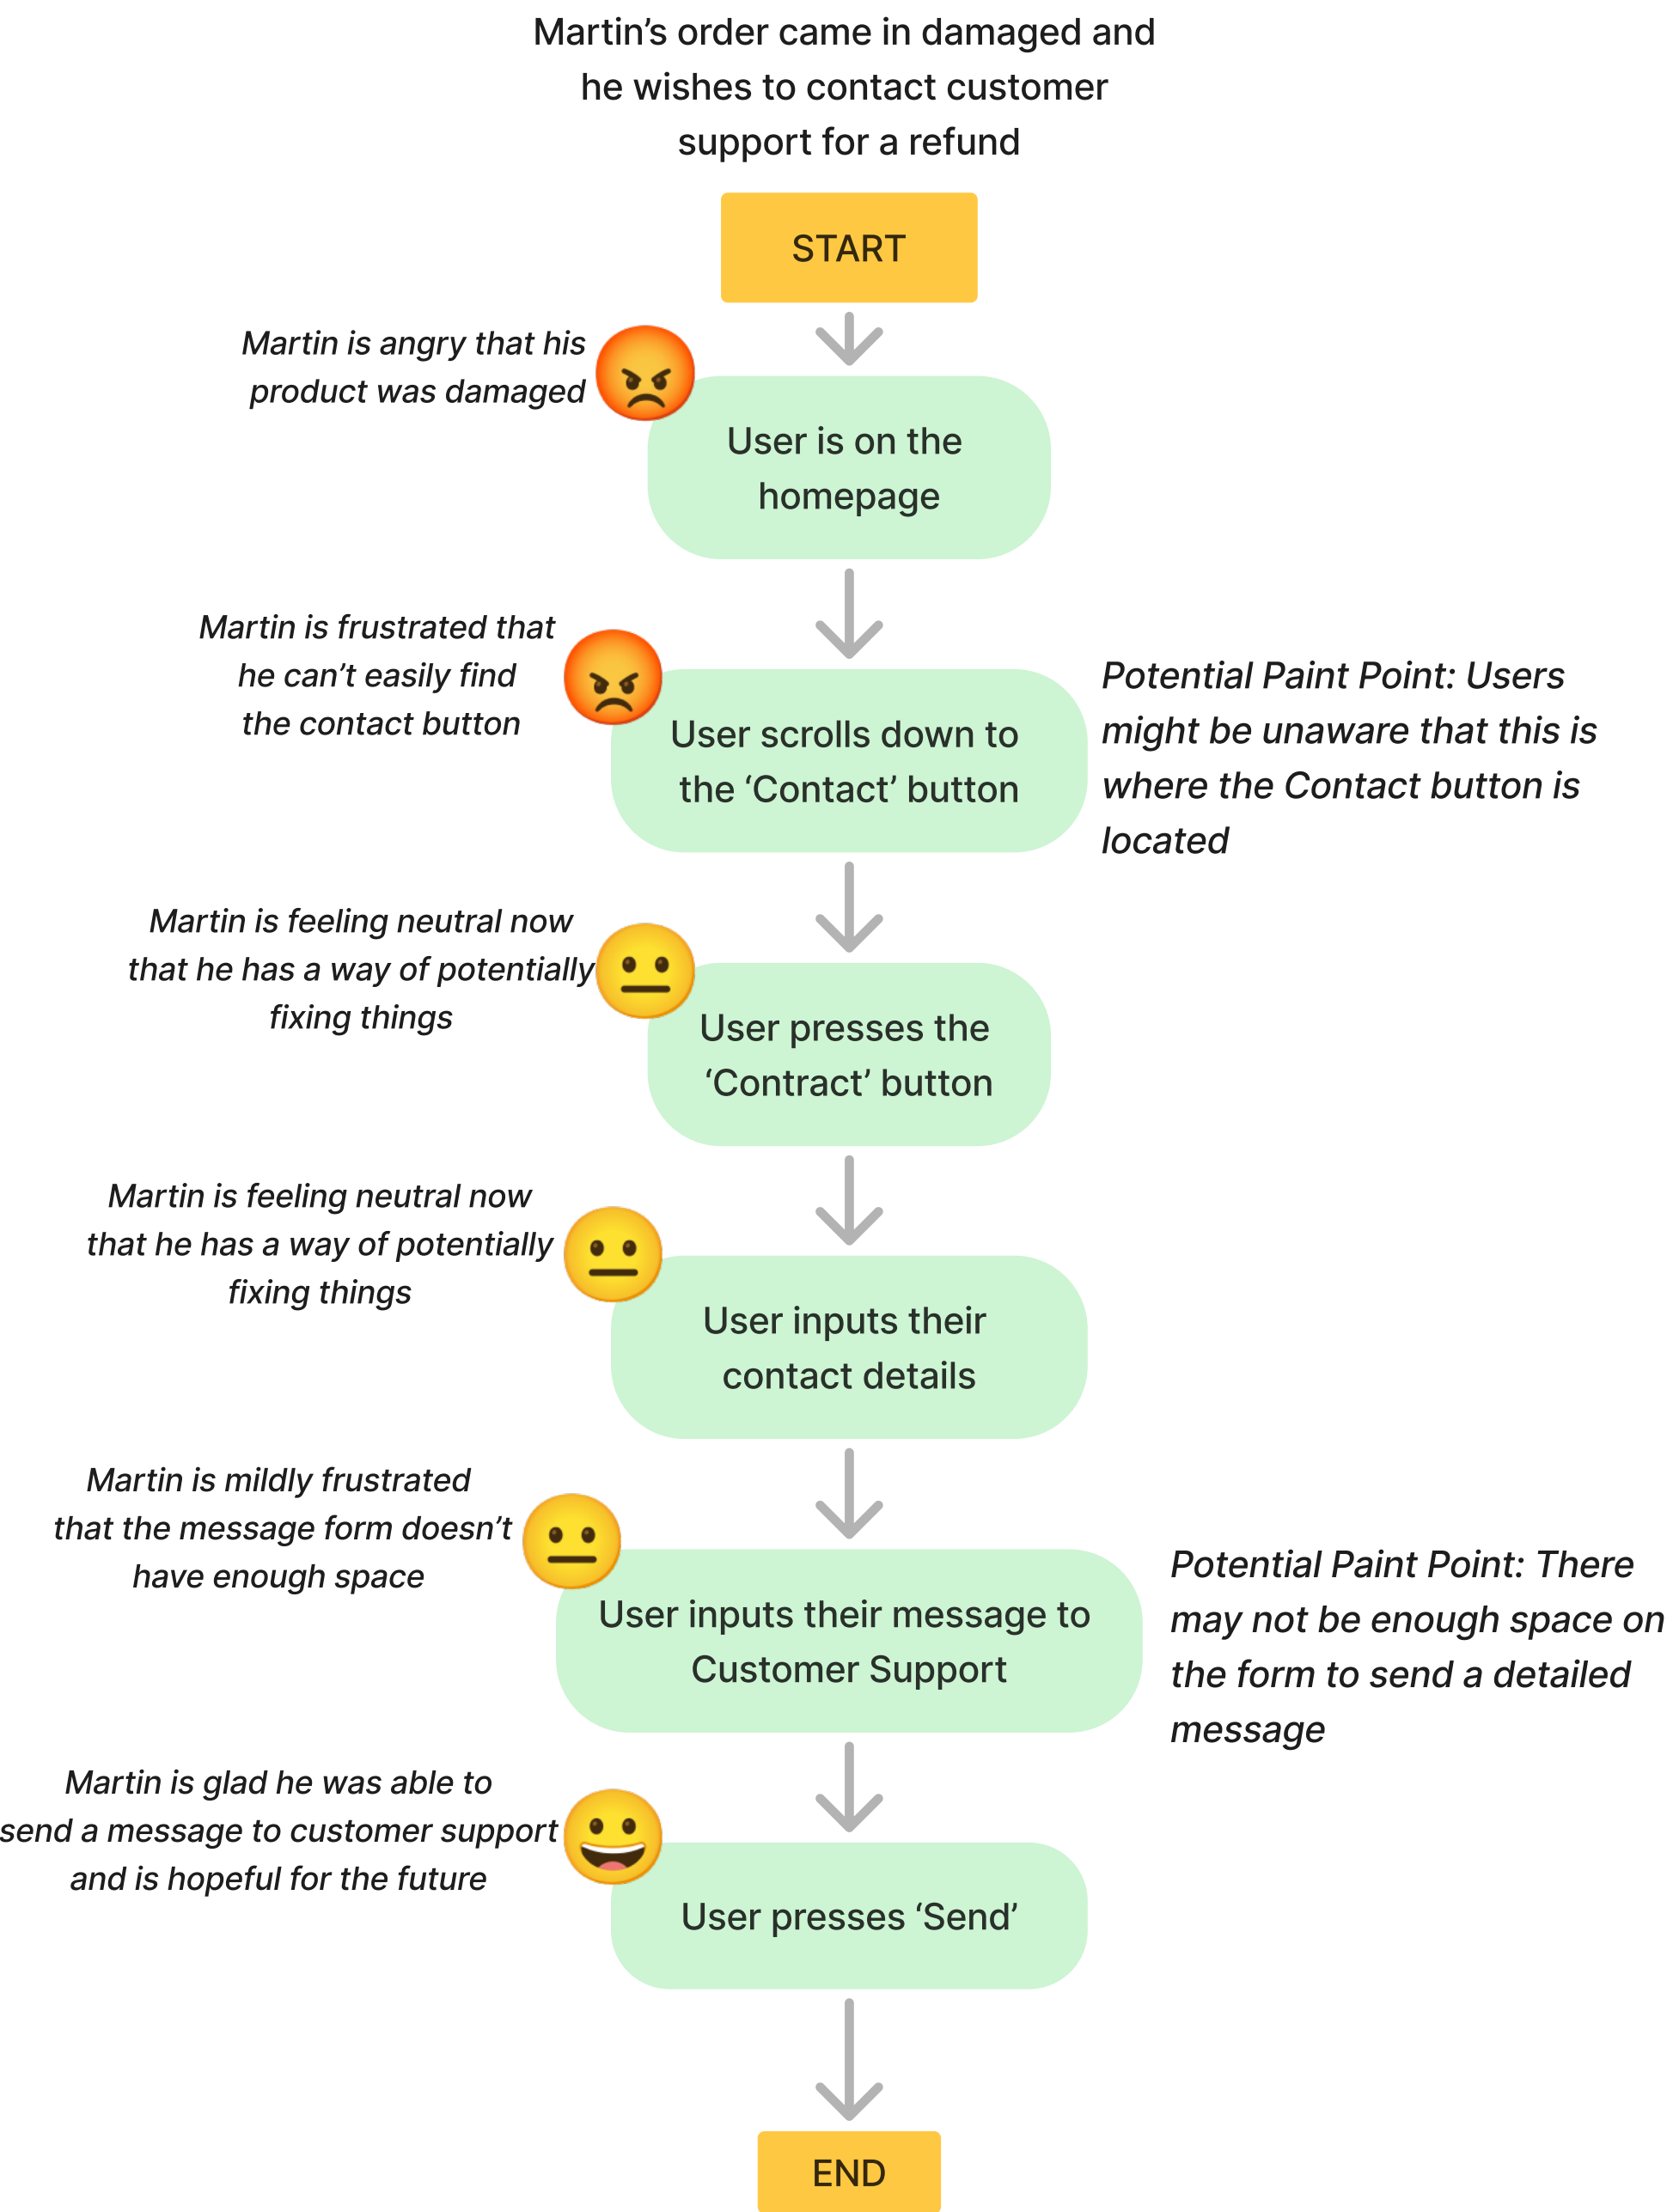 Martin’s order came in damaged and
he wishes to contact customer
support for a refund
START
Martin is angry that his
product was damaged
User is on the
homepage
Martin is frustrated that
he can’t easily find
the contact button
User scrolls down to
the ‘Contact’ button
Potential Paint Point: Users
might be unaware that this is
where the Contact button is
located
Martin is feeling neutral now
that he has a way of potentially
fixing things
User presses the
‘Contract’ button
Martin is feeling neutral now
that he has a way of potentially
fixing things
User inputs their
contact details
Martin is mildly frustrated
that the message form doesn’t
have enough space
User inputs their message to
Customer Support
Potential Paint Point: There
may not be enough space on
the form to send a detailed
message
Martin is glad he was able to
send a message to customer support
and is hopeful for the future
User presses ‘Send’
END